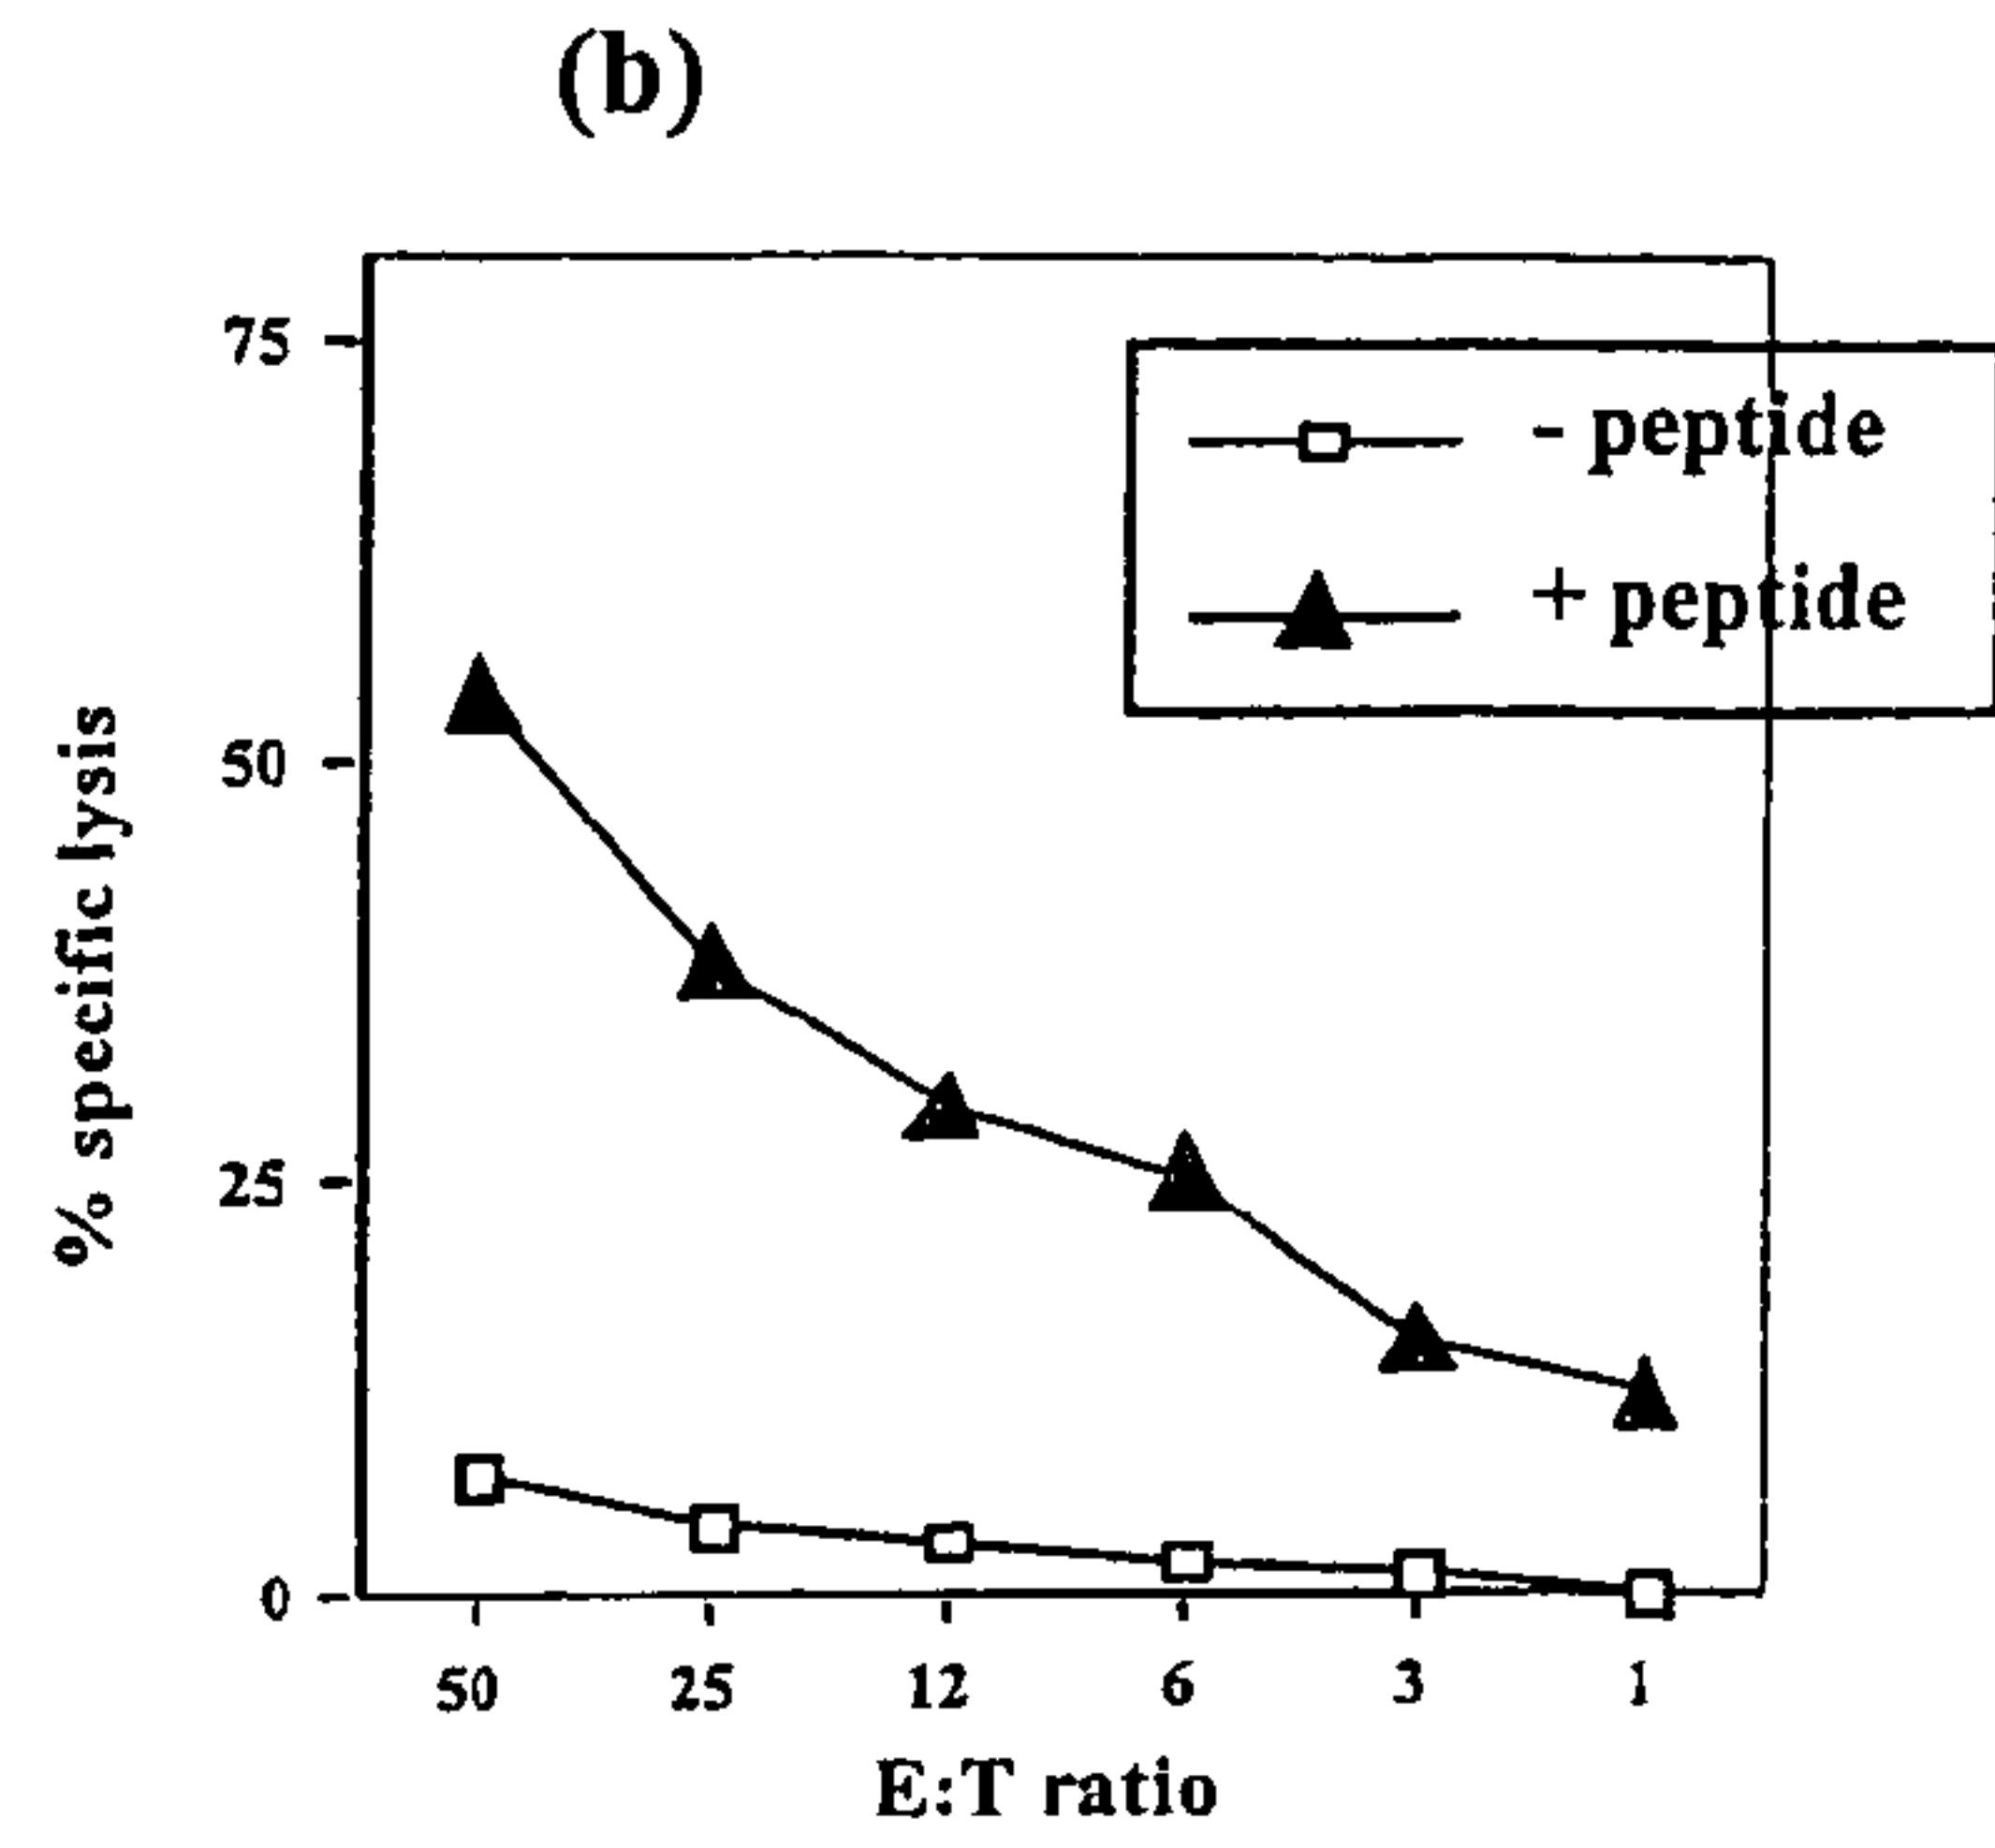 (b)
75
50
25
0
% specific lysis
- peptide
+ peptide
50 25 12 6 3 1
E:T ratio